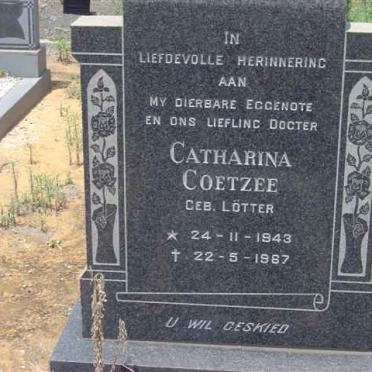 IN
LIEFDEVOLLE HERINNERING
AAN
MY DIERBARE EGGENOTE
EN ONS LIEFLING DOGTER
CATHARINA
COETZEE
GEB. LÖTTER
* 24-11-1943
† 22-5-1967
U WIL GESKIED